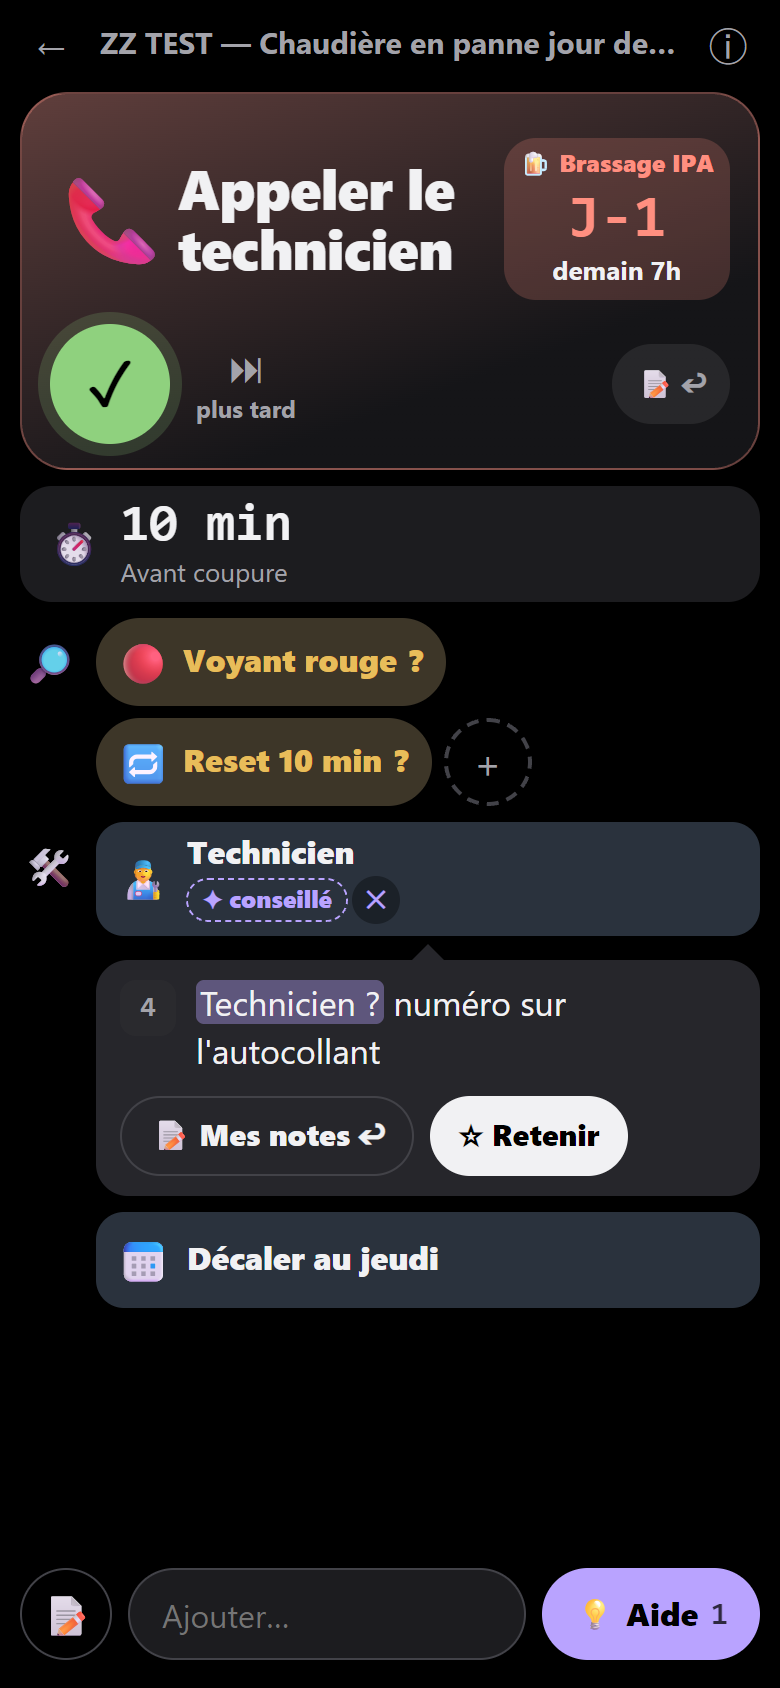 ← ZZ TEST — Chaudière en panne jour de... ⓘ
Appeler le
technicien
Brassage IPA
J-1
demain 7h
✓
plus tard
10 min
Avant coupure
Voyant rouge ?
Reset 10 min ?
+
Technicien
✦ conseillé ×
4 Technicien ? numéro sur
l'autocollant
Mes notes ↩
☆ Retenir
Décaler au jeudi
Ajouter...
Aide 1